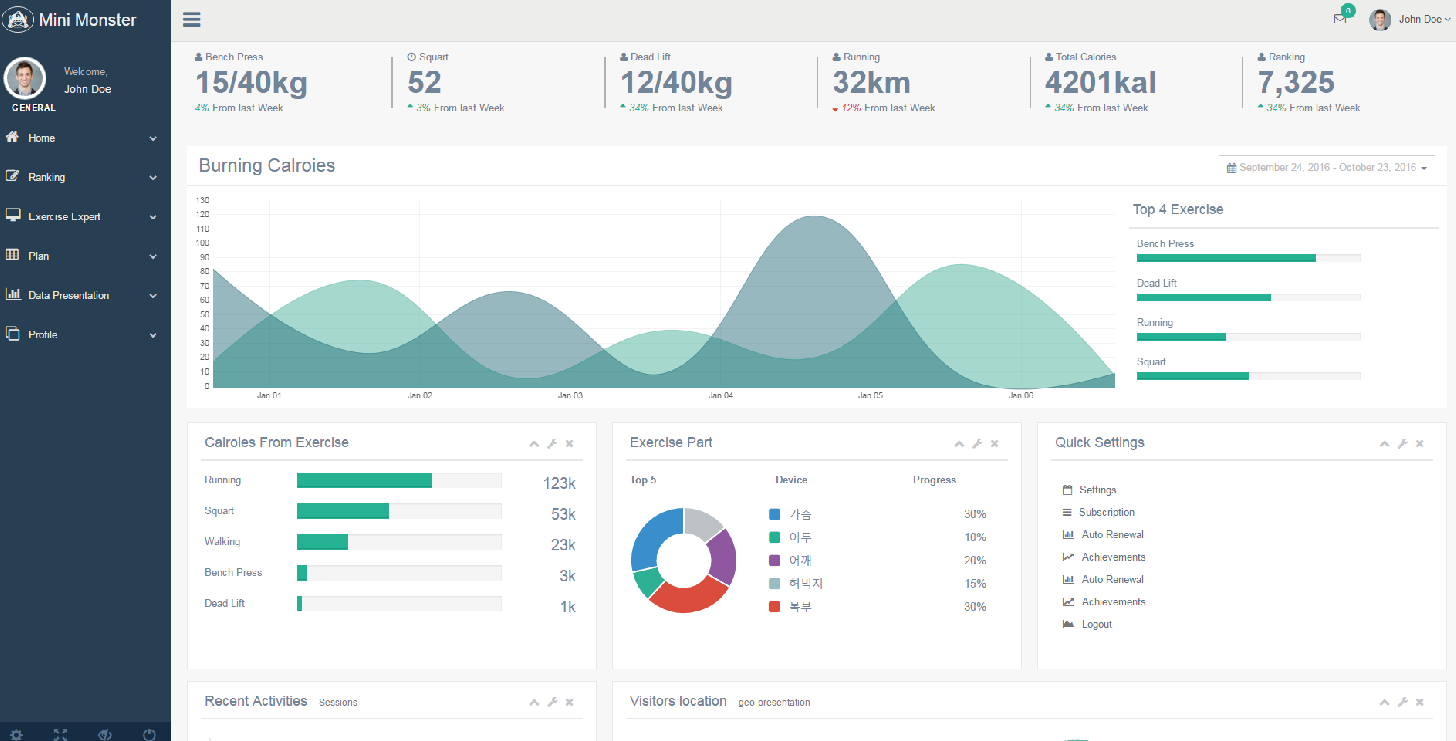 Mini Monster
6
John Doe
Welcome,
John Doe
GENERAL
Home
Ranking
Exercise Expert
Plan
Data Presentation
Profile
Bench Press
15/40kg
4% From last Week
Squart
52
3% From last Week
Dead Lift
12/40kg
34% From last Week
Running
32km
12% From last Week
Total Calories
4201kal
34% From last Week
Ranking
7,325
34% From last Week
Burning Calroies
September 24, 2016 - October 23, 2016
130
120
110
100
90
80
70
60
50
40
30
20
10
0
Jan 01
Jan 02
Jan 03
Jan 04
Jan 05
Jan 06
Top 4 Exercise
Bench Press
Dead Lift
Running
Squart
Calroies From Exercise
Running 123k
Squart 53k
Walking 23k
Bench Press 3k
Dead Lift 1k
Exercise Part
Top 5 Device Progress
가슴 30%
이두 10%
어깨 20%
허벅지 15%
복부 30%
Quick Settings
Settings
Subscription
Auto Renewal
Achievements
Auto Renewal
Achievements
Logout
Recent Activities Sessions
Visitors location geo-presentation